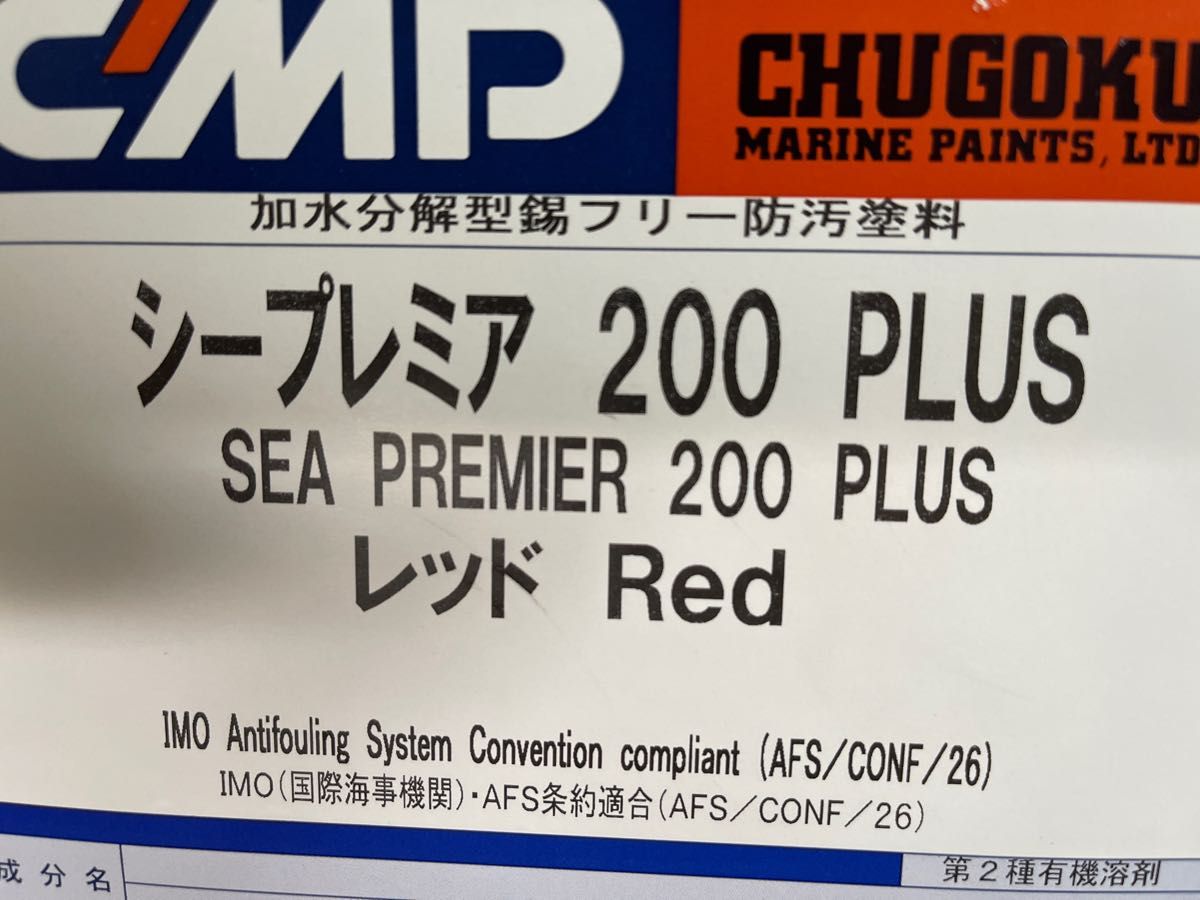 CMP
CHUGOKU
MARINE PAINTS, LTD
加水分解型錫フリー防汚塗料
シープレミア 200 PLUS
SEA PREMIER 200 PLUS
レッド Red
IMO Antifouling System Convention compliant (AFS/CONF/26)
IMO(国際海事機関)・AFS条約適合(AFS/CONF/26)
成分名
第2種有機溶剤